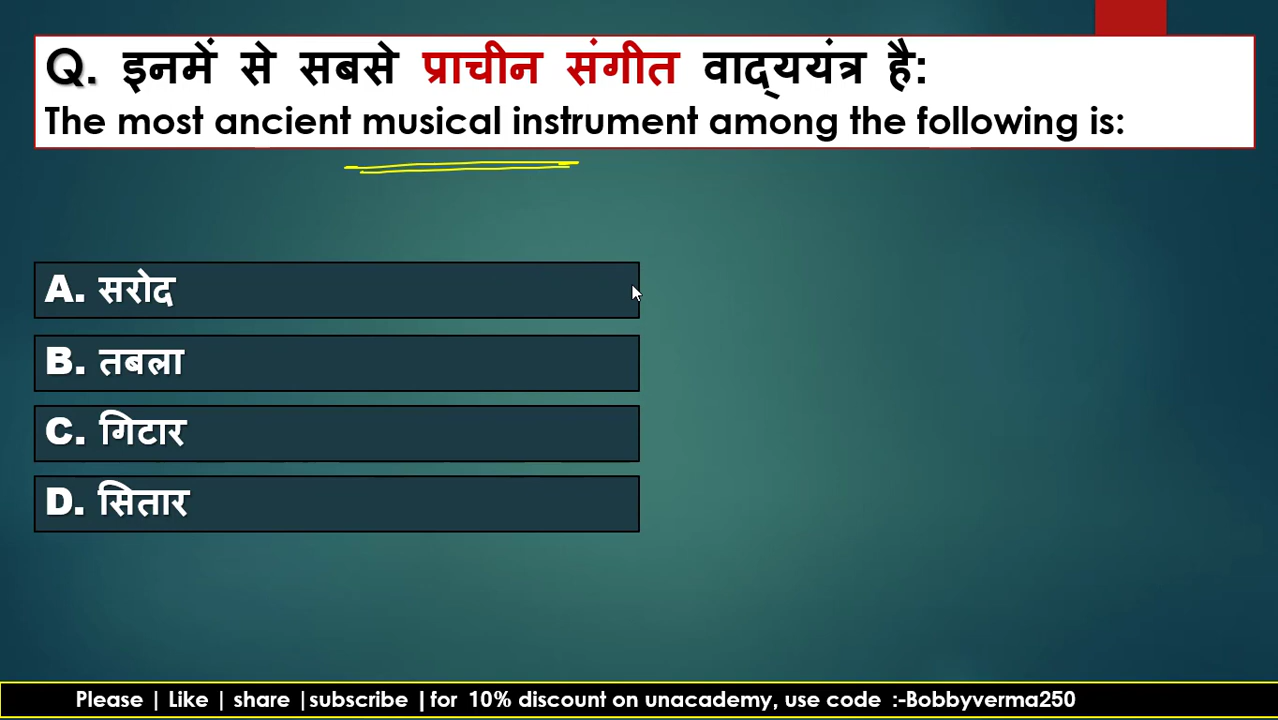 Q. इनमें से सबसे प्राचीन संगीत वाद्ययंत्र है:
The most ancient musical instrument among the following is:
A. सरोद
B. तबला
C. गिटार
D. सितार
Please | Like | share |subscribe | for 10% discount on unacademy, use code :-Bobbyverma250